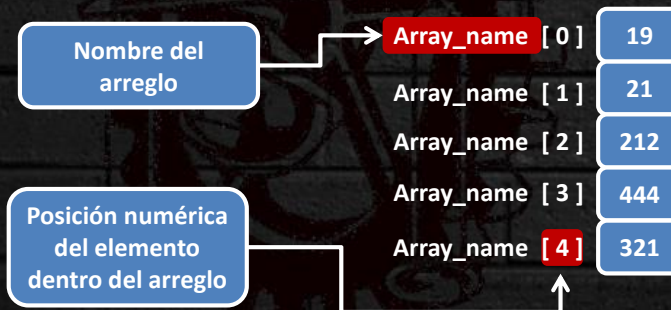 Nombre del
arreglo
Array_name [ 0 ] 19
Array_name [ 1 ] 21
Array_name [ 2 ] 212
Array_name [ 3 ] 444
Posición numérica
del elemento
dentro del arreglo
Array_name [ 4 ] 321